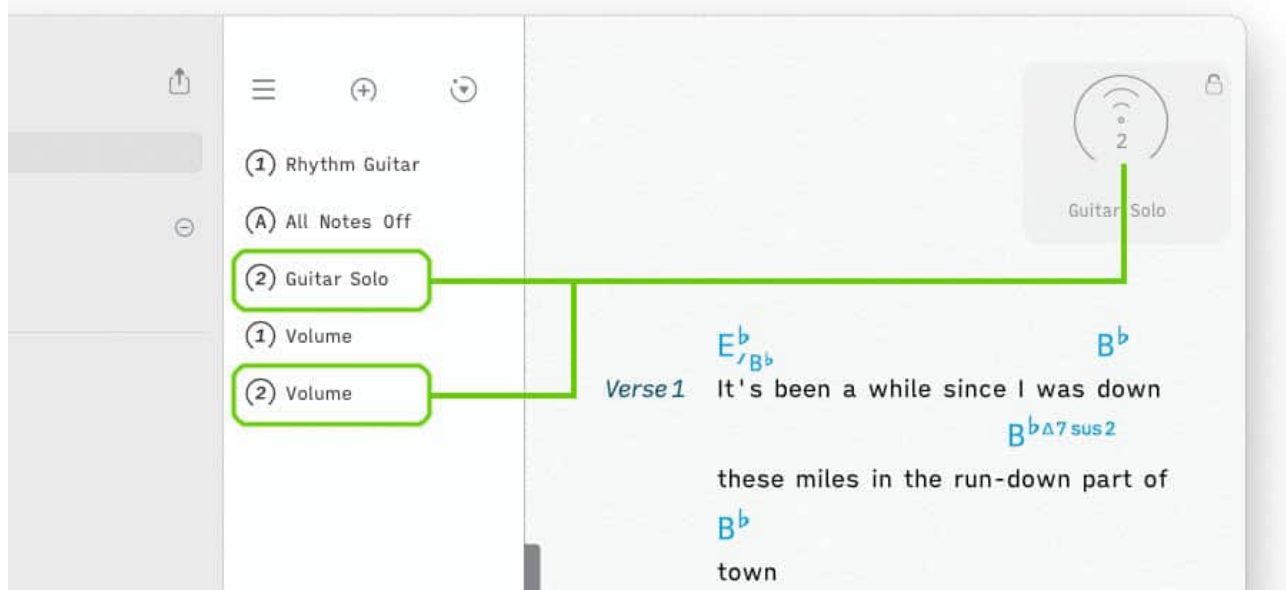 (1) Rhythm Guitar
(A) All Notes Off
(2) Guitar Solo
(1) Volume
(2) Volume
2
Guitar Solo
E♭/B♭ B♭
Verse 1 It's been a while since I was down
B♭Δ7sus2
these miles in the run-down part of
B♭
town